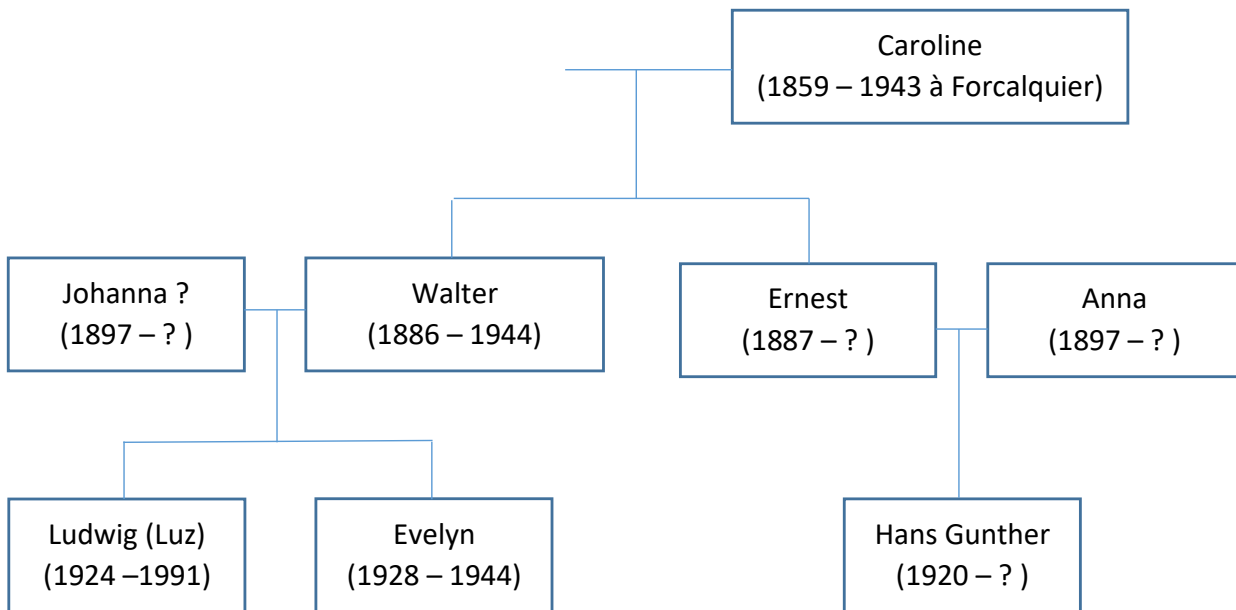 Caroline
(1859 – 1943 à Forcalquier)
Johanna ?
(1897 – ? )
Walter
(1886 – 1944)
Ernest
(1887 – ? )
Anna
(1897 – ? )
Ludwig (Luz)
(1924 –1991)
Evelyn
(1928 – 1944)
Hans Gunther
(1920 – ? )